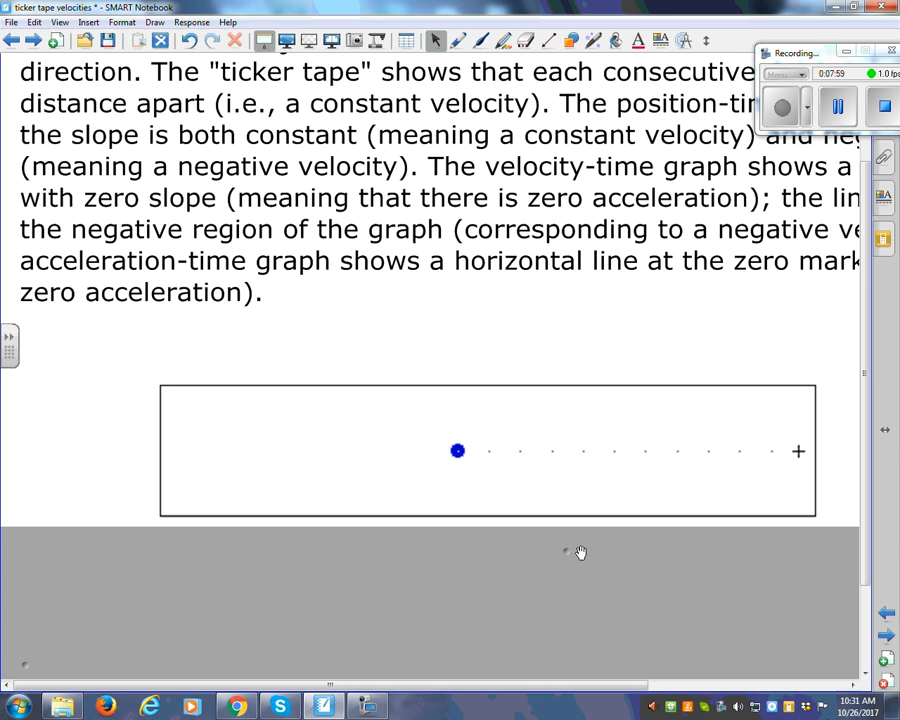 ticker tape velocities * - SMART Notebook
File Edit View Insert Format Draw Response Help
Recording...
Menu
0:07:59
1.0 fps
direction. The "ticker tape" shows that each consecutive
distance apart (i.e., a constant velocity). The position-tim
the slope is both constant (meaning a constant velocity) and neg
(meaning a negative velocity). The velocity-time graph shows a
with zero slope (meaning that there is zero acceleration); the lin
the negative region of the graph (corresponding to a negative ve
acceleration-time graph shows a horizontal line at the zero mark
zero acceleration).
10:31 AM
10/26/2017